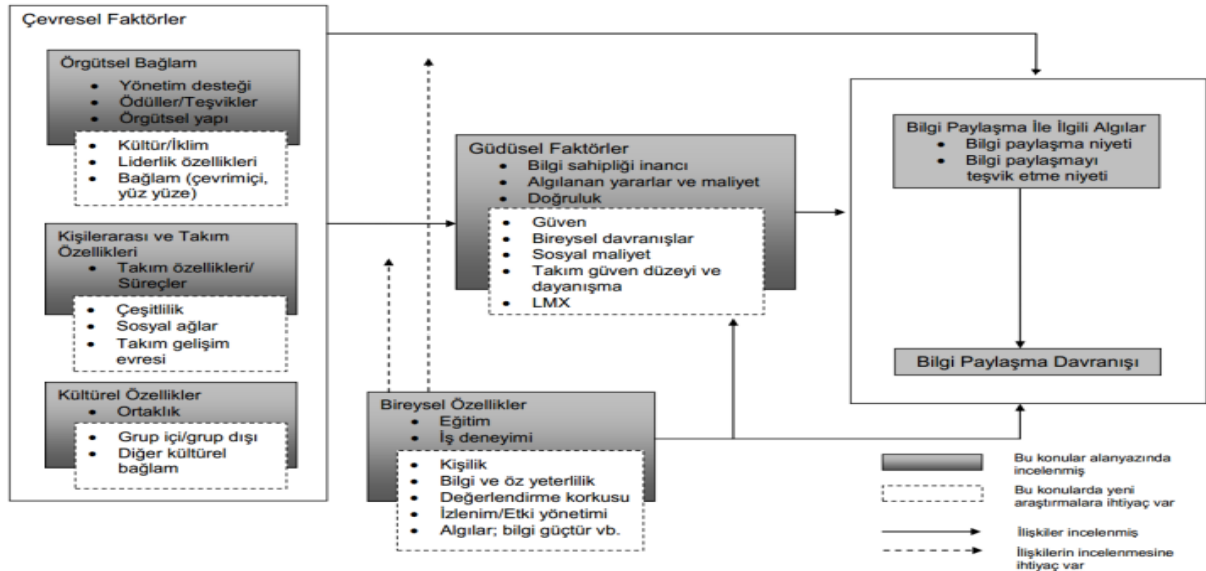 Çevresel Faktörler
Örgütsel Bağlam
• Yönetim desteği
• Ödüller/Teşvikler
• Örgütsel yapı
• Kültür/İklim
• Liderlik özellikleri
• Bağlam (çevrimiçi,
yüz yüze)
Kişilerarası ve Takım
Özellikleri
• Takım özellikleri/
Süreçler
• Çeşitlilik
• Sosyal ağlar
• Takım gelişim
evresi
Kültürel Özellikler
• Ortaklık
• Grup içi/grup dışı
• Diğer kültürel
bağlam
Güdüsel Faktörler
• Bilgi sahipliği inancı
• Algılanan yararlar ve maliyet
• Doğruluk
• Güven
• Bireysel davranışlar
• Sosyal maliyet
• Takım güven düzeyi ve
dayanışma
• LMX
Bireysel Özellikler
• Eğitim
• İş deneyimi
• Kişilik
• Bilgi ve öz yeterlilik
• Değerlendirme korkusu
• İzlenim/Etki yönetimi
• Algılar; bilgi güçtür vb.
Bilgi Paylaşma İle İlgili Algılar
• Bilgi paylaşma niyeti
• Bilgi paylaşmayı
teşvik etme niyeti
Bilgi Paylaşma Davranışı
Bu konular alanyazında
incelenmiş
Bu konularda yeni
araştırmalara ihtiyaç var
İlişkiler incelenmiş
İlişkilerin incelenmesine
ihtiyaç var